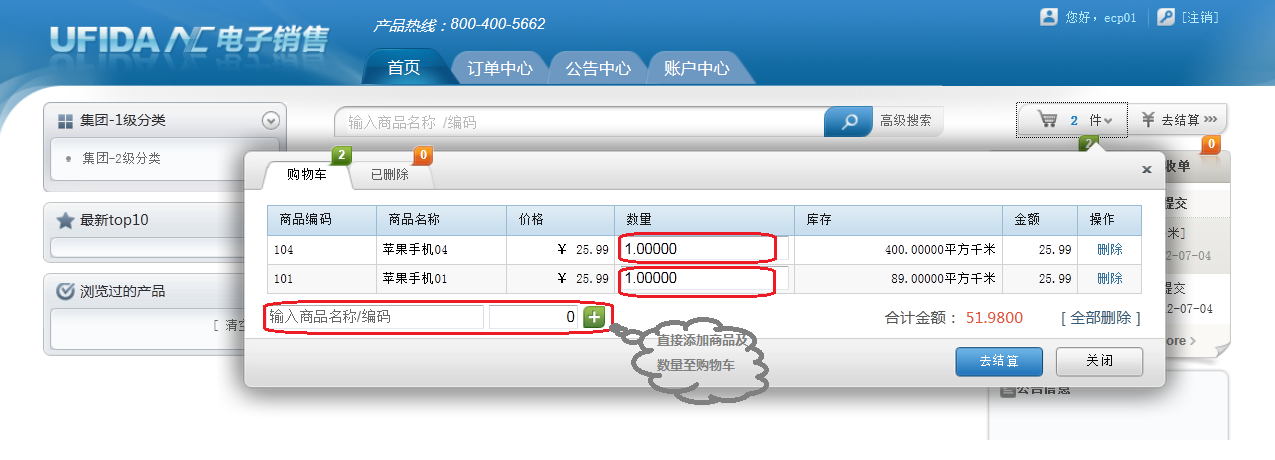 产品热线：800-400-5662
您好，ecp01 [注销]
UFIDA NC 电子销售
首页 订单中心 公告中心 账户中心
集团-1级分类
输入商品名称 /编码 高级搜索
2 件 ¥ 去结算
集团-2级分类
2 0
购物车 2 已删除 0
收单
最新top10
商品编码 商品名称 价格 数量 库存 金额 操作
104 苹果手机04 ¥ 25.99 1.00000 400.00000平方千米 25.99 删除
101 苹果手机01 ¥ 25.99 1.00000 89.00000平方千米 25.99 删除
提交
米]
2-07-04
提交
2-07-04
浏览过的产品
[ 清空
输入商品名称/编码 0
合计金额： 51.9800 [ 全部删除 ]
直接添加商品及
数量至购物车
ore
去结算 关闭
公告信息